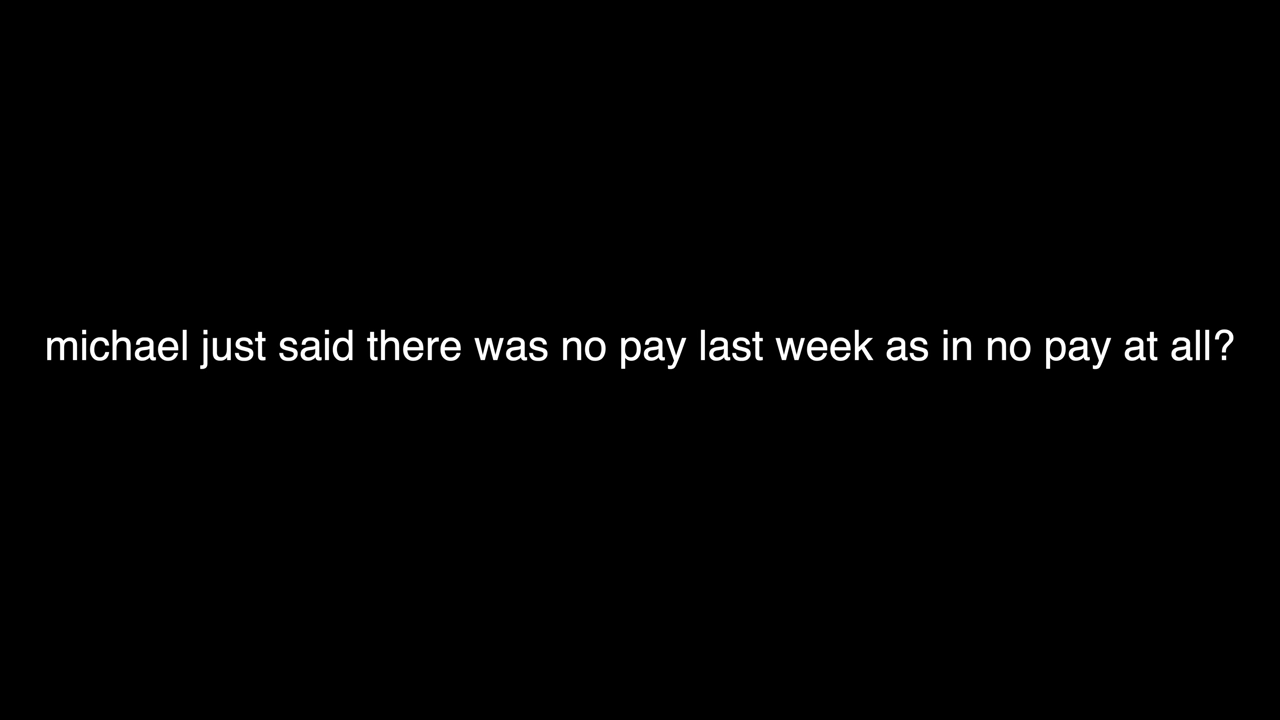 michael just said there was no pay last week as in no pay at all?